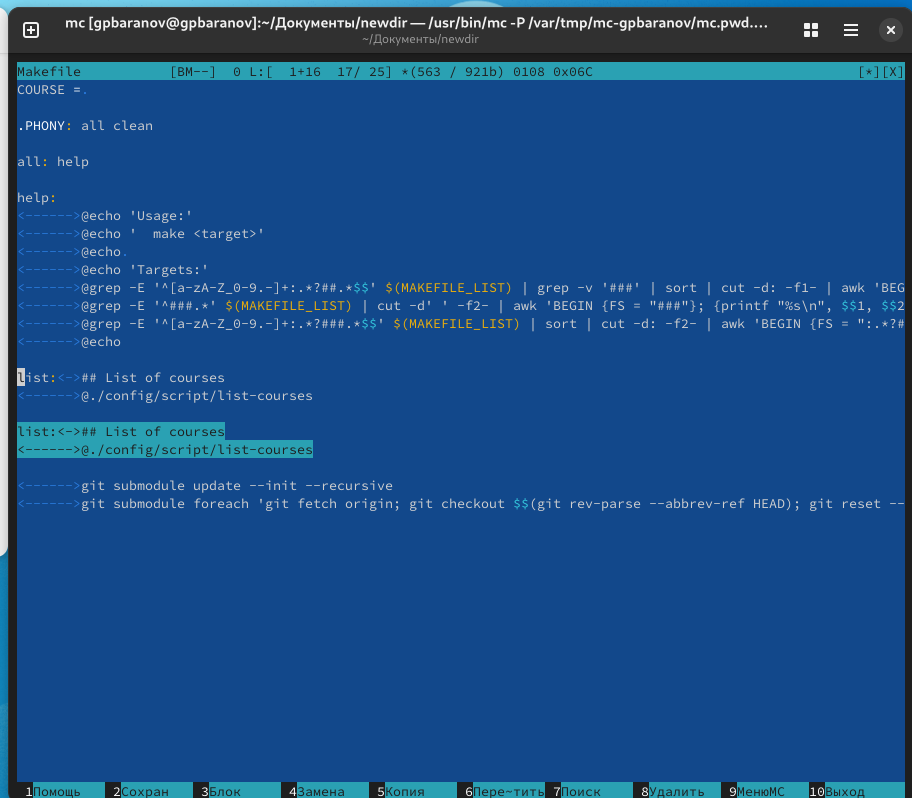 mc [gpbaranov@gpbaranov]:~/Документы/newdir — /usr/bin/mc -P /var/tmp/mc-gpbaranov/mc.pwd....
~/Документы/newdir
Makefile [BM--] 0 L:[ 1+16 17/ 25] *(563 / 921b) 0108 0x06C [*][X]
COURSE =.
.PHONY: all clean
all: help
help:
<------>@echo 'Usage:'
<------>@echo '  make <target>'
<------>@echo.
<------>@echo 'Targets:'
<------>@grep -E '^[a-zA-Z_0-9.-]+:.*?##.*$$' $(MAKEFILE_LIST) | grep -v '###' | sort | cut -d: -f1- | awk 'BEG
<------>@grep -E '^###.*' $(MAKEFILE_LIST) | cut -d' ' -f2- | awk 'BEGIN {FS = "###"}; {printf "%s\n", $$1, $$2
<------>@grep -E '^[a-zA-Z_0-9.-]+:.*?###.*$$' $(MAKEFILE_LIST) | sort | cut -d: -f2- | awk 'BEGIN {FS = ":.*?#
<------>@echo
list:<->## List of courses
<------>@./config/script/list-courses
list:<->## List of courses
<------>@./config/script/list-courses
<------>git submodule update --init --recursive
<------>git submodule foreach 'git fetch origin; git checkout $$(git rev-parse --abbrev-ref HEAD); git reset --
1Помощь 2Сохран 3Блок 4Замена 5Копия 6Пере~тить 7Поиск 8Удалить 9МенюMC 10Выход